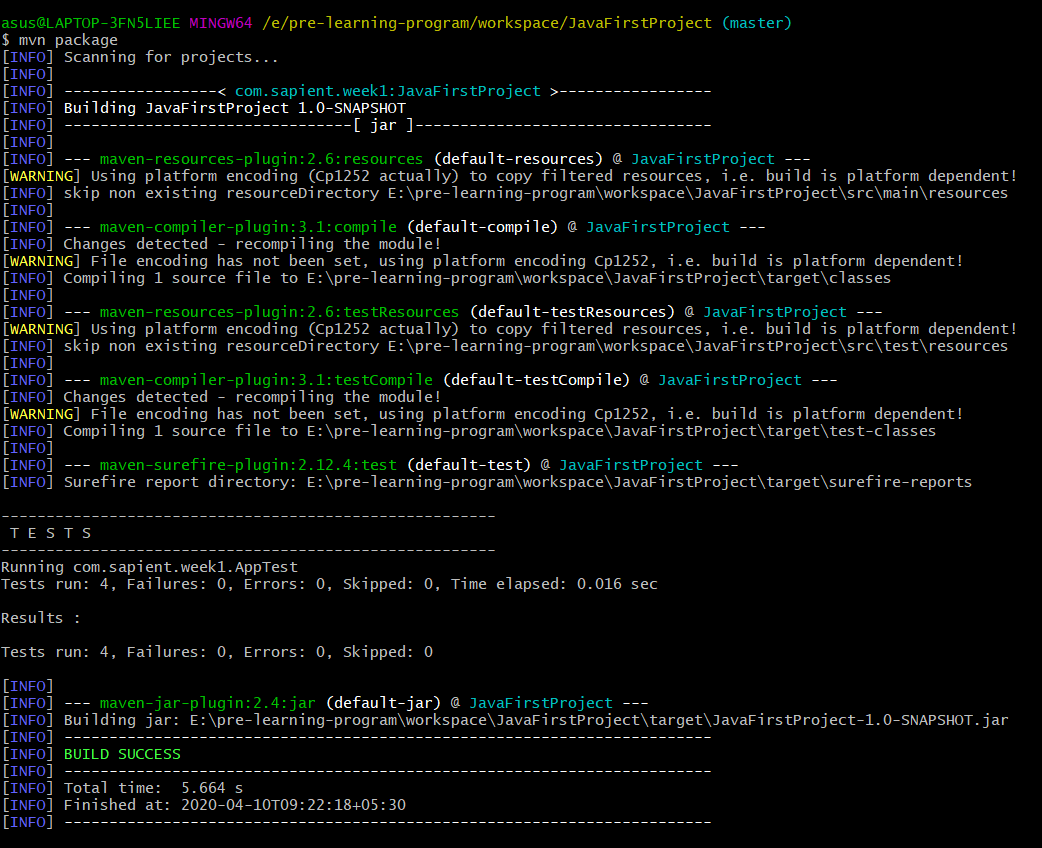 asus@LAPTOP-3FN5LIEE MINGW64 /e/pre-learning-program/workspace/JavaFirstProject (master)
$ mvn package
[INFO] Scanning for projects...
[INFO]
[INFO] -----------------< com.sapient.week1:JavaFirstProject >-----------------
[INFO] Building JavaFirstProject 1.0-SNAPSHOT
[INFO] --------------------------------[ jar ]---------------------------------
[INFO]
[INFO] --- maven-resources-plugin:2.6:resources (default-resources) @ JavaFirstProject ---
[WARNING] Using platform encoding (Cp1252 actually) to copy filtered resources, i.e. build is platform dependent!
[INFO] skip non existing resourceDirectory E:\pre-learning-program\workspace\JavaFirstProject\src\main\resources
[INFO]
[INFO] --- maven-compiler-plugin:3.1:compile (default-compile) @ JavaFirstProject ---
[INFO] Changes detected - recompiling the module!
[WARNING] File encoding has not been set, using platform encoding Cp1252, i.e. build is platform dependent!
[INFO] Compiling 1 source file to E:\pre-learning-program\workspace\JavaFirstProject\target\classes
[INFO]
[INFO] --- maven-resources-plugin:2.6:testResources (default-testResources) @ JavaFirstProject ---
[WARNING] Using platform encoding (Cp1252 actually) to copy filtered resources, i.e. build is platform dependent!
[INFO] skip non existing resourceDirectory E:\pre-learning-program\workspace\JavaFirstProject\src\test\resources
[INFO]
[INFO] --- maven-compiler-plugin:3.1:testCompile (default-testCompile) @ JavaFirstProject ---
[INFO] Changes detected - recompiling the module!
[WARNING] File encoding has not been set, using platform encoding Cp1252, i.e. build is platform dependent!
[INFO] Compiling 1 source file to E:\pre-learning-program\workspace\JavaFirstProject\target\test-classes
[INFO]
[INFO] --- maven-surefire-plugin:2.12.4:test (default-test) @ JavaFirstProject ---
[INFO] Surefire report directory: E:\pre-learning-program\workspace\JavaFirstProject\target\surefire-reports
-------------------------------------------------------
 T E S T S
-------------------------------------------------------
Running com.sapient.week1.AppTest
Tests run: 4, Failures: 0, Errors: 0, Skipped: 0, Time elapsed: 0.016 sec
Results :
Tests run: 4, Failures: 0, Errors: 0, Skipped: 0
[INFO]
[INFO] --- maven-jar-plugin:2.4:jar (default-jar) @ JavaFirstProject ---
[INFO] Building jar: E:\pre-learning-program\workspace\JavaFirstProject\target\JavaFirstProject-1.0-SNAPSHOT.jar
[INFO] ------------------------------------------------------------------------
[INFO] BUILD SUCCESS
[INFO] ------------------------------------------------------------------------
[INFO] Total time:  5.664 s
[INFO] Finished at: 2020-04-10T09:22:18+05:30
[INFO] ------------------------------------------------------------------------